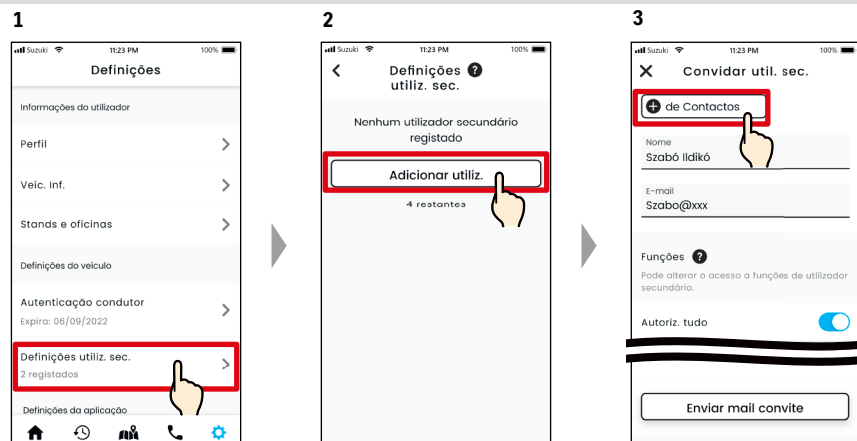 1
Suzuki 11:23 PM 100%
Definições
Informações do utilizador
Perfil
Veíc. Inf.
Stands e oficinas
Definições do veículo
Autenticação condutor
Expira: 06/09/2022
Definições utiliz. sec.
2 registados
Definições da aplicação
2
Suzuki 11:23 PM 100%
Definições ?
utiliz. sec.
Nenhum utilizador secundário
registado
Adicionar utiliz.
4 restantes
3
Suzuki 11:23 PM 100%
Convidar util. sec.
de Contactos
Nome
Szabó Ildikó
E-mail
Szabo@xxx
Funções ?
Pode alterar o acesso a funções de utilizador
secundário.
Autoriz. tudo
Enviar mail convite